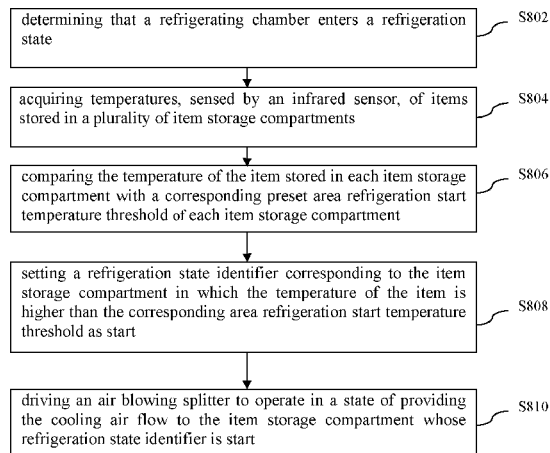 determining that a refrigerating chamber enters a refrigeration
state
S802
acquiring temperatures, sensed by an infrared sensor, of items
stored in a plurality of item storage compartments
S804
comparing the temperature of the item stored in each item storage
compartment with a corresponding preset area refrigeration start
temperature threshold of each item storage compartment
S806
setting a refrigeration state identifier corresponding to the item
storage compartment in which the temperature of the item is
higher than the corresponding area refrigeration start temperature
threshold as start
S808
driving an air blowing splitter to operate in a state of providing
the cooling air flow to the item storage compartment whose
refrigeration state identifier is start
S810